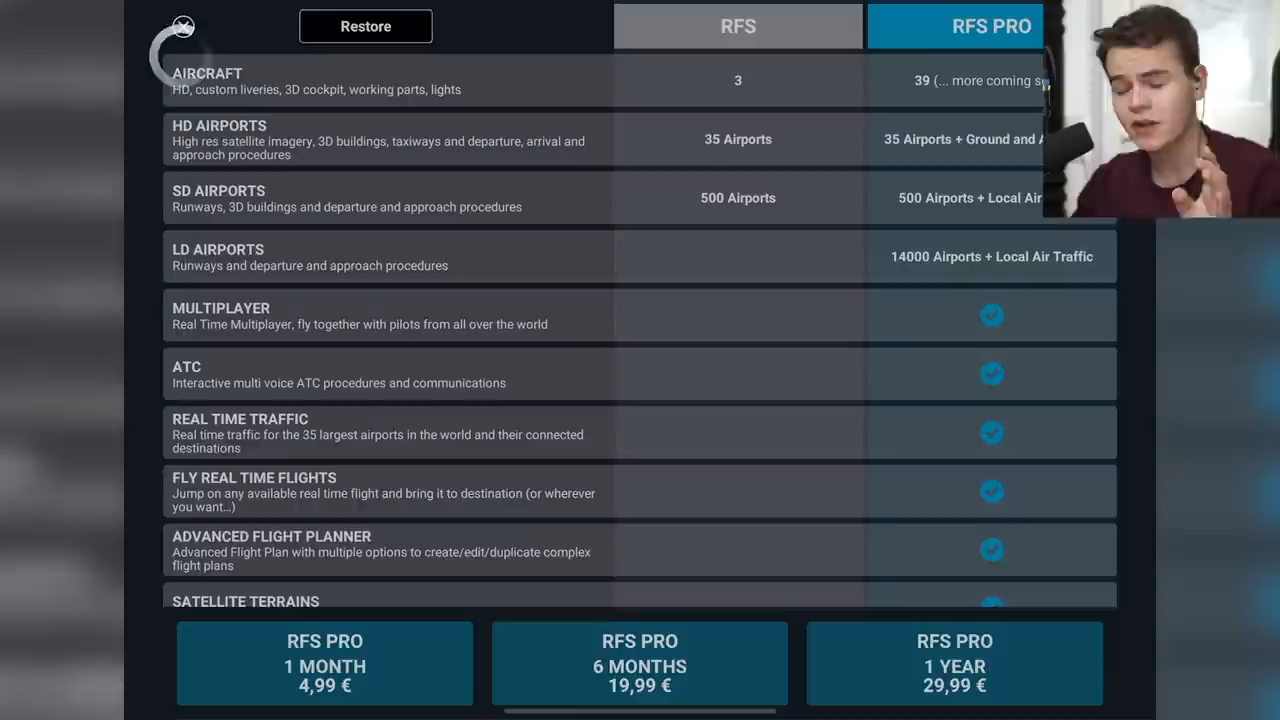 Restore
RFS
RFS PRO
AIRCRAFT
HD, custom liveries, 3D cockpit, working parts, lights
3
39 (... more coming
HD AIRPORTS
High res satellite imagery, 3D buildings, taxiways and departure, arrival and
approach procedures
35 Airports
35 Airports + Ground and
SD AIRPORTS
Runways, 3D buildings and departure and approach procedures
500 Airports
500 Airports + Local Air
LD AIRPORTS
Runways and departure and approach procedures
14000 Airports + Local Air Traffic
MULTIPLAYER
Real Time Multiplayer, fly together with pilots from all over the world
ATC
Interactive multi voice ATC procedures and communications
REAL TIME TRAFFIC
Real time traffic for the 35 largest airports in the world and their connected
destinations
FLY REAL TIME FLIGHTS
Jump on any available real time flight and bring it to destination (or wherever
you want...)
ADVANCED FLIGHT PLANNER
Advanced Flight Plan with multiple options to create/edit/duplicate complex
flight plans
SATELLITE TERRAINS
RFS PRO
1 MONTH
4,99 €
RFS PRO
6 MONTHS
19,99 €
RFS PRO
1 YEAR
29,99 €